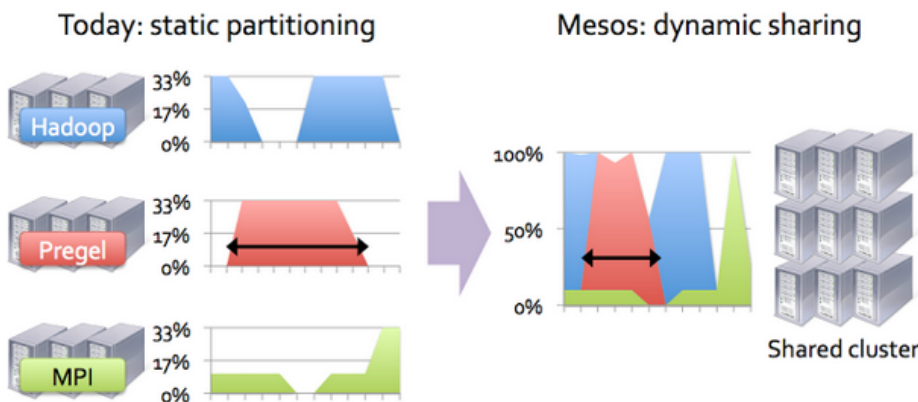 Today: static partitioning
Mesos: dynamic sharing
33%
17%
0%
Hadoop
33%
17%
0%
Pregel
33%
17%
0%
MPI
100%
50%
0%
Shared cluster